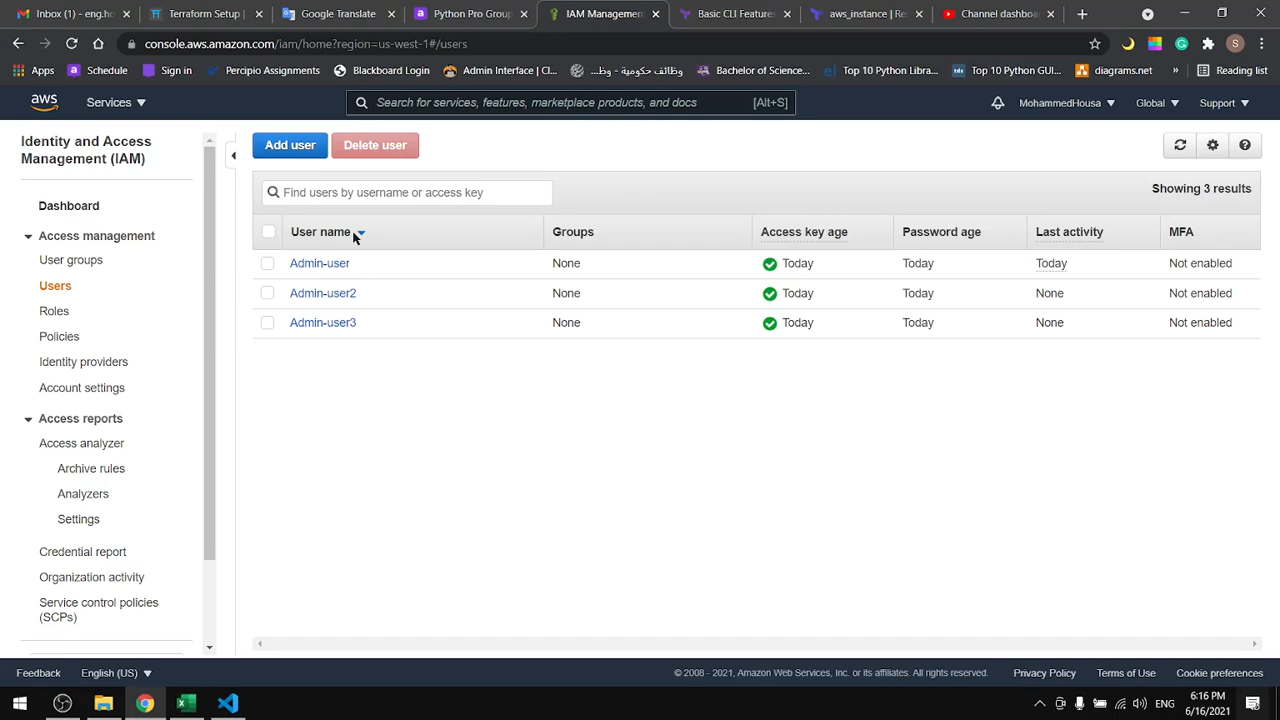 Inbox (1) - eng.ho
Terraform Setup |
Google Translate
Python Pro Group
IAM Management
Basic CLI Features
aws_instance | Re
Channel dashboa
console.aws.amazon.com/iam/home?region=us-west-1#/users
S
Apps
Schedule
Sign in
Percipio Assignments
Blackboard Login
Admin Interface | Cl...
وظائف حكومية - وظ...
Bachelor of Science...
Top 10 Python Libra...
Top 10 Python GUI...
diagrams.net
»
Reading list
aws
Services
Search for services, features, marketplace products, and docs
[Alt+S]
MohammedHousa
Global
Support
Identity and Access
Management (IAM)
Dashboard
Access management
User groups
Users
Roles
Policies
Identity providers
Account settings
Access reports
Access analyzer
Archive rules
Analyzers
Settings
Credential report
Organization activity
Service control policies
(SCPs)
Add user
Delete user
Find users by username or access key
Showing 3 results
User name
Groups
Access key age
Password age
Last activity
MFA
Admin-user
None
Today
Today
Today
Not enabled
Admin-user2
None
Today
Today
None
Not enabled
Admin-user3
None
Today
Today
None
Not enabled
Feedback
English (US)
© 2008 - 2021, Amazon Web Services, Inc. or its affiliates. All rights reserved.
Privacy Policy
Terms of Use
Cookie preferences
ENG
6:16 PM
6/16/2021